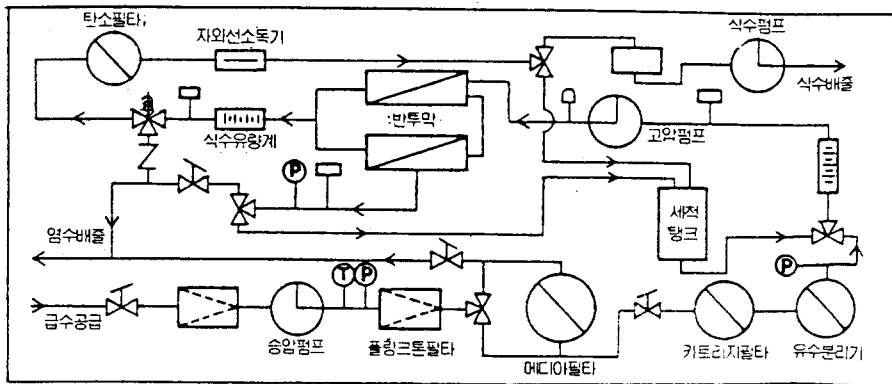 탄소필타
자외선소독기
식수펌프
식수배출
반투막
식수유량계
고압펌프
P
세척
탱크
염수배출
P
T P
급수공급
승압펌프
플랑크톤필타
메디아필타
카토리지필타
유수분리기